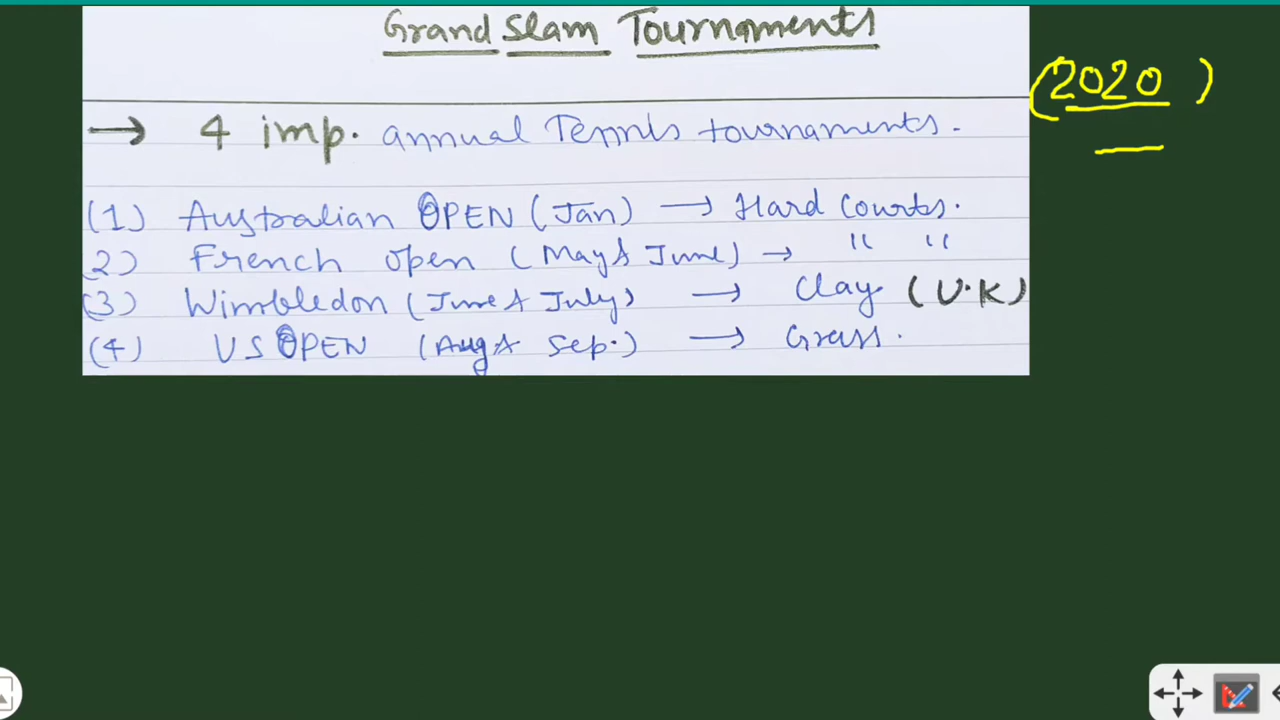 Grand Slam Tournaments
(2020)
→ 4 imp. annual Tennis tournaments.
(1) Australian OPEN (Jan) → Hard Courts.
(2) French open (May & June) → " "
(3) Wimbledon (June & July) → Clay. (U.K)
(4) US OPEN (Aug & Sep.) → Grass.